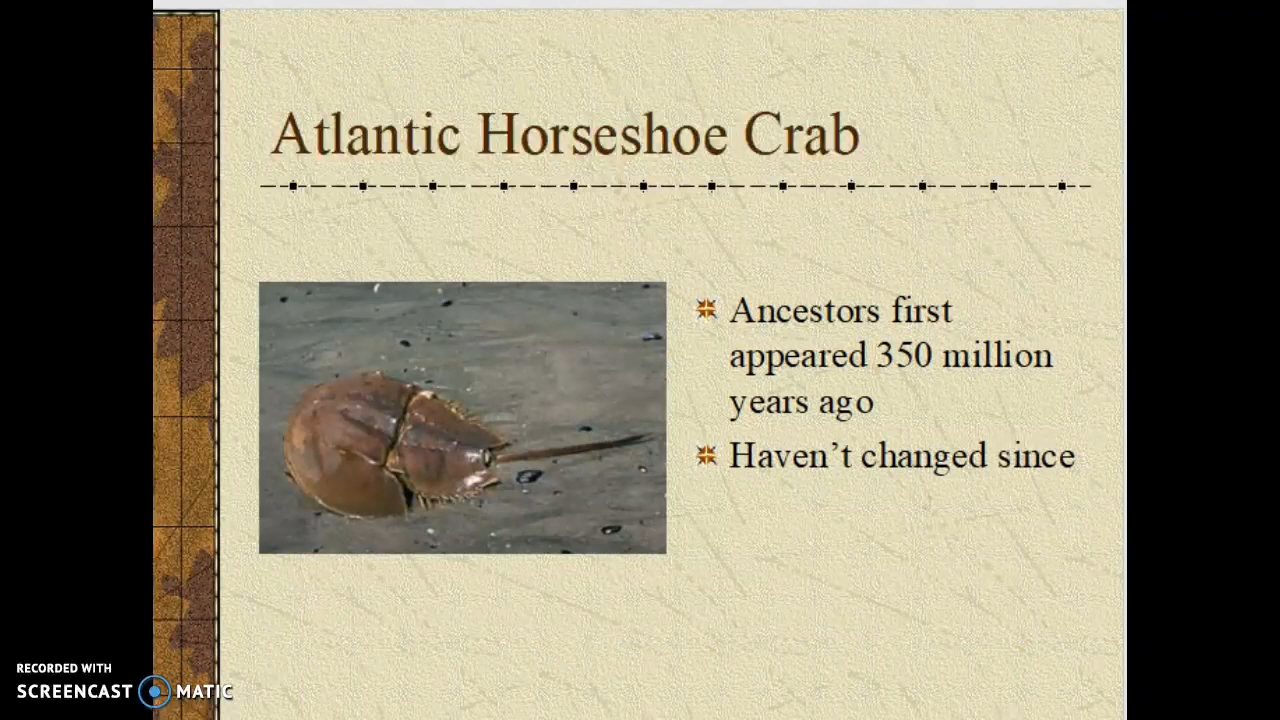 Atlantic Horseshoe Crab
Ancestors first
appeared 350 million
years ago
Haven’t changed since
RECORDED WITH
SCREENCAST MATIC